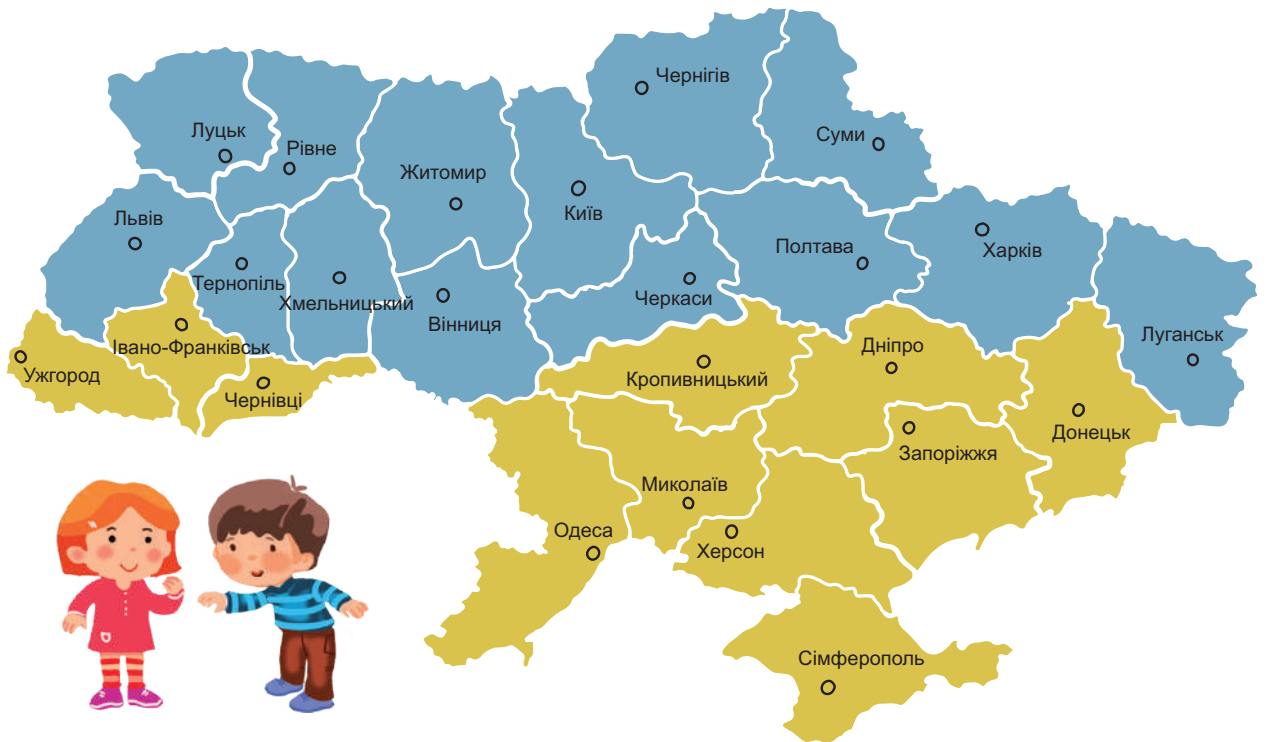 Чернігів
Луцьк
Рівне
Суми
Житомир
Київ
Львів
Полтава
Харків
Тернопіль
Хмельницький
Черкаси
Вінниця
Луганськ
Івано-Франківськ
Дніпро
Ужгород
Кропивницький
Чернівці
Донецьк
Запоріжжя
Миколаїв
Одеса
Херсон
Сімферополь